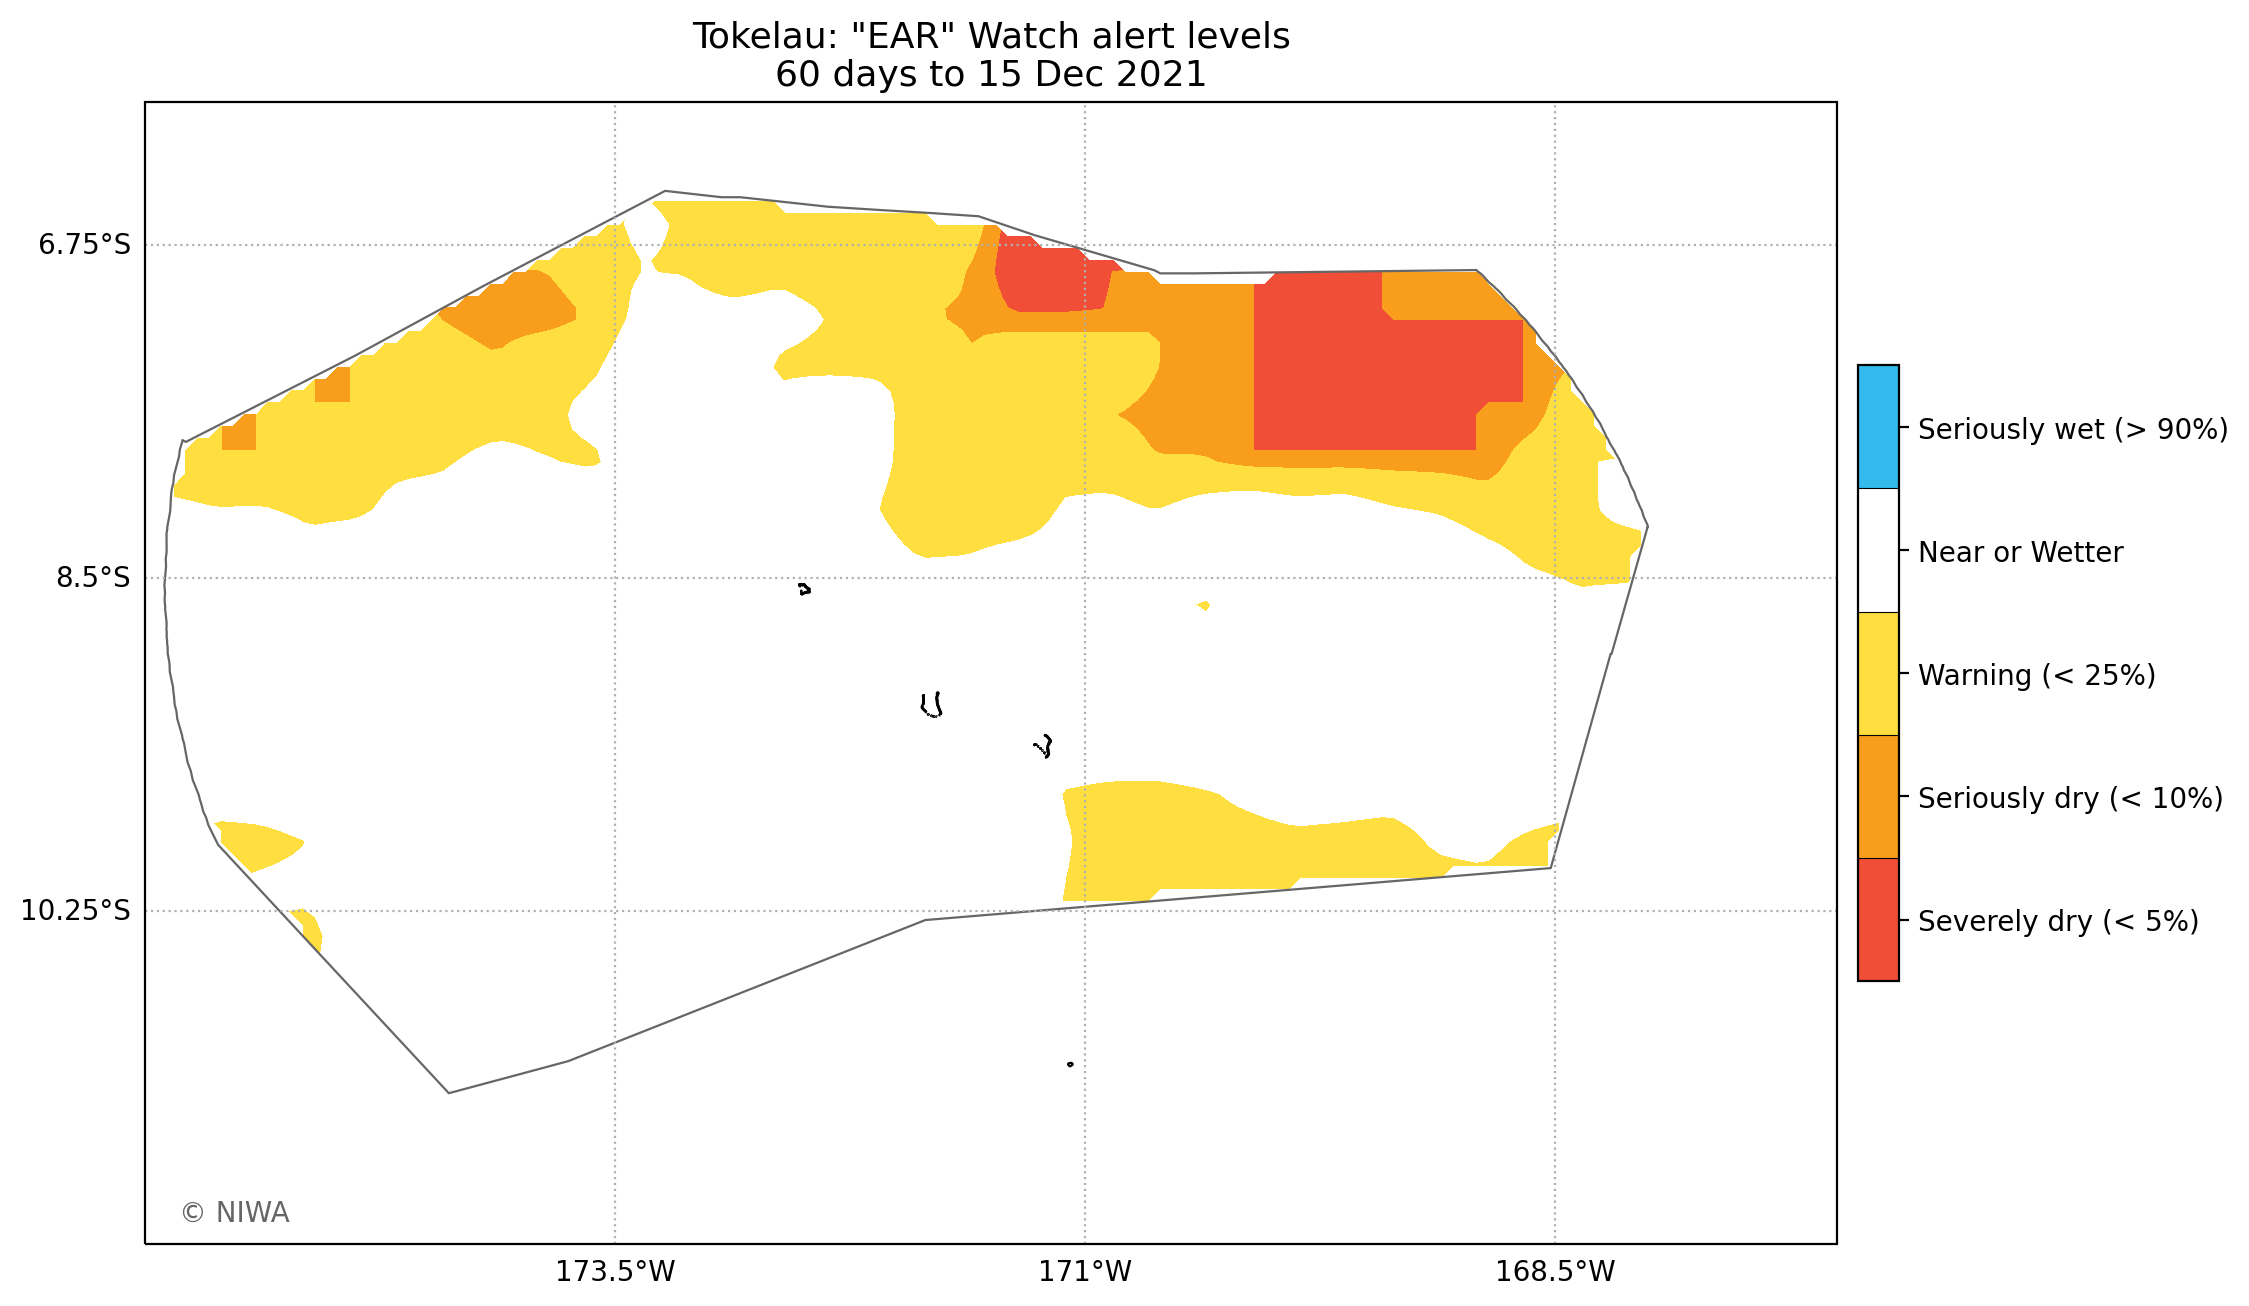 Tokelau: "EAR" Watch alert levels
60 days to 15 Dec 2021
6.75°S
8.5°S
10.25°S
173.5°W
171°W
168.5°W
Seriously wet (> 90%)
Near or Wetter
Warning (< 25%)
Seriously dry (< 10%)
Severely dry (< 5%)
© NIWA